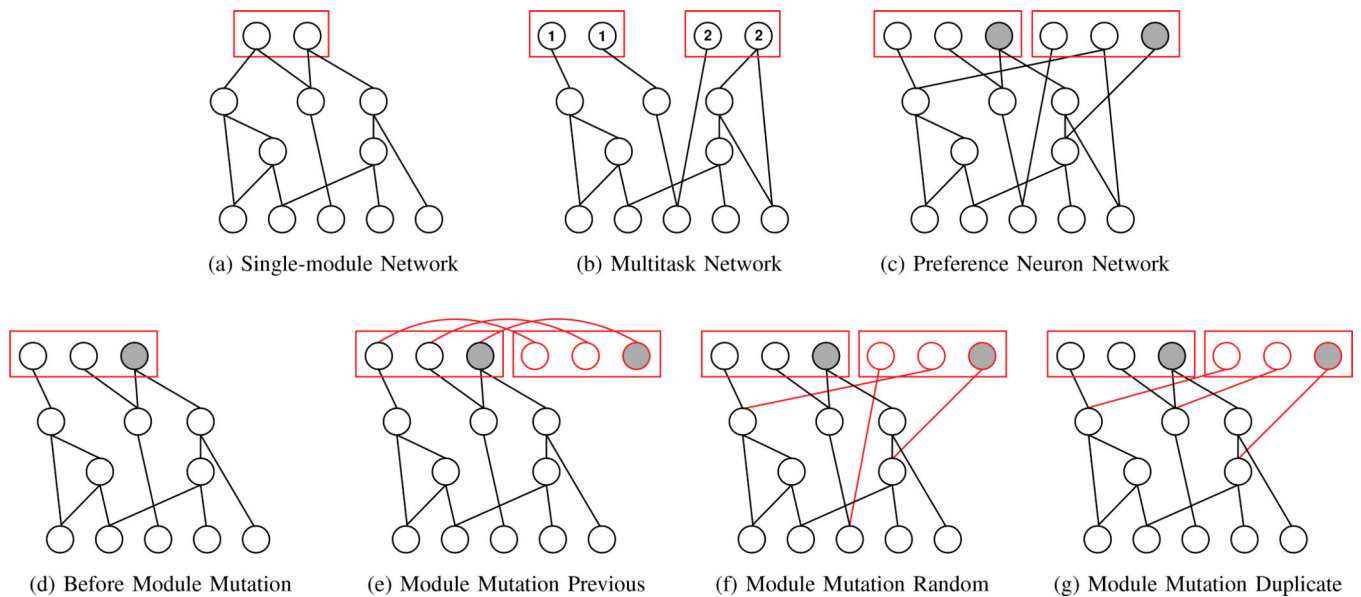 1 1 2 2
(a) Single-module Network
(b) Multitask Network
(c) Preference Neuron Network
(d) Before Module Mutation
(e) Module Mutation Previous
(f) Module Mutation Random
(g) Module Mutation Duplicate